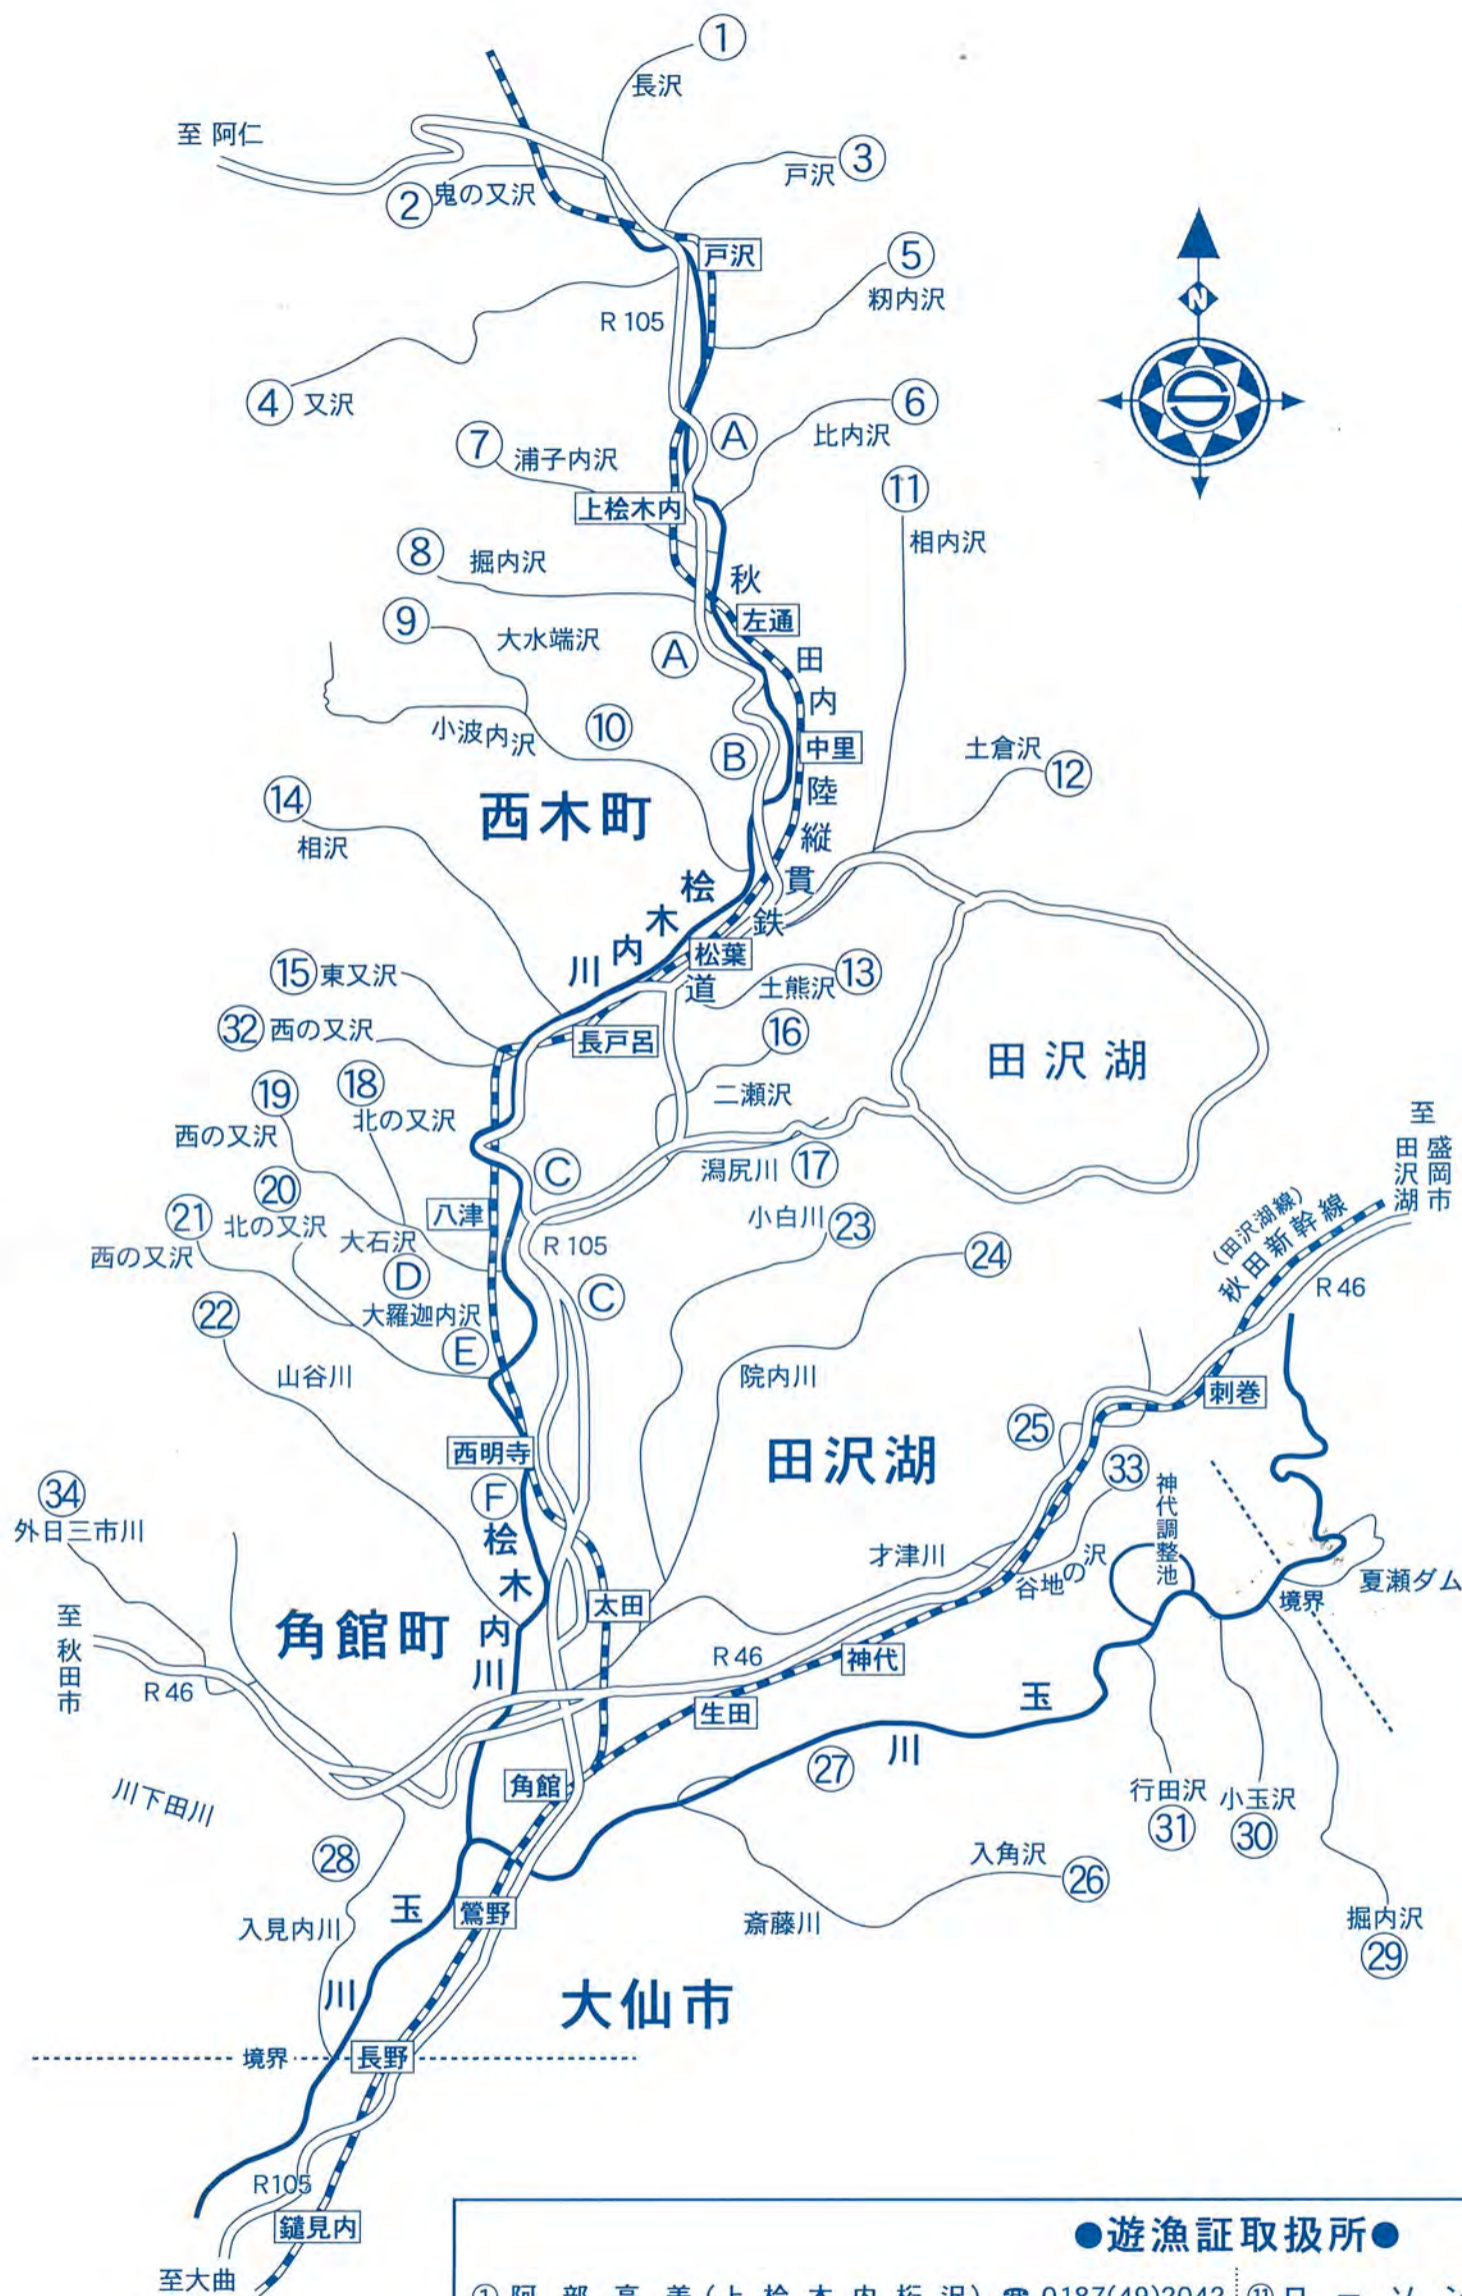 ①
長沢
至 阿仁
③
戸沢
②
鬼の又沢
戸沢
⑤
籾内沢
R 105
N
④ 又沢
⑥
比内沢
Ⓐ
⑦
浦子内沢
⑪
上桧木内
相内沢
⑧
掘内沢
秋田内陸縦貫鉄道
左通
⑨
大水端沢
Ⓐ
小波内沢
⑩
Ⓑ
中里
土倉沢
⑫
⑭
相沢
西木町
桧木内川
松葉
⑮ 東又沢
土熊沢 ⑬
㉜ 西の又沢
長戸呂
⑯
田沢湖
二瀬沢
⑲
西の又沢
⑱
北の又沢
潟尻川 ⑰
Ⓒ
八津
⑳
北の又沢
㉑
西の又沢
大石沢
Ⓓ
R 105
小白川 ㉓
㉔
至 盛岡市 田沢湖
(田沢湖線)
秋田新幹線
R 46
Ⓒ
大羅迦内沢
Ⓔ
㉒
山谷川
院内川
刺巻
㉕
西明寺
Ⓕ
田沢湖
㉝
神代調整池
㉞
外日三市川
桧木内川
才津川
谷地の沢
夏瀬ダム
境界
至秋田市
角館町
太田
R 46
R 46
神代
生田
玉川
㉗
角館
行田沢
㉛
小玉沢
㉚
川下田川
㉘
入角沢
㉖
斎藤川
掘内沢
㉙
入見内川
玉川
鶯野
大仙市
境界
長野
R105
鑓見内
至大曲
●遊漁証取扱所●